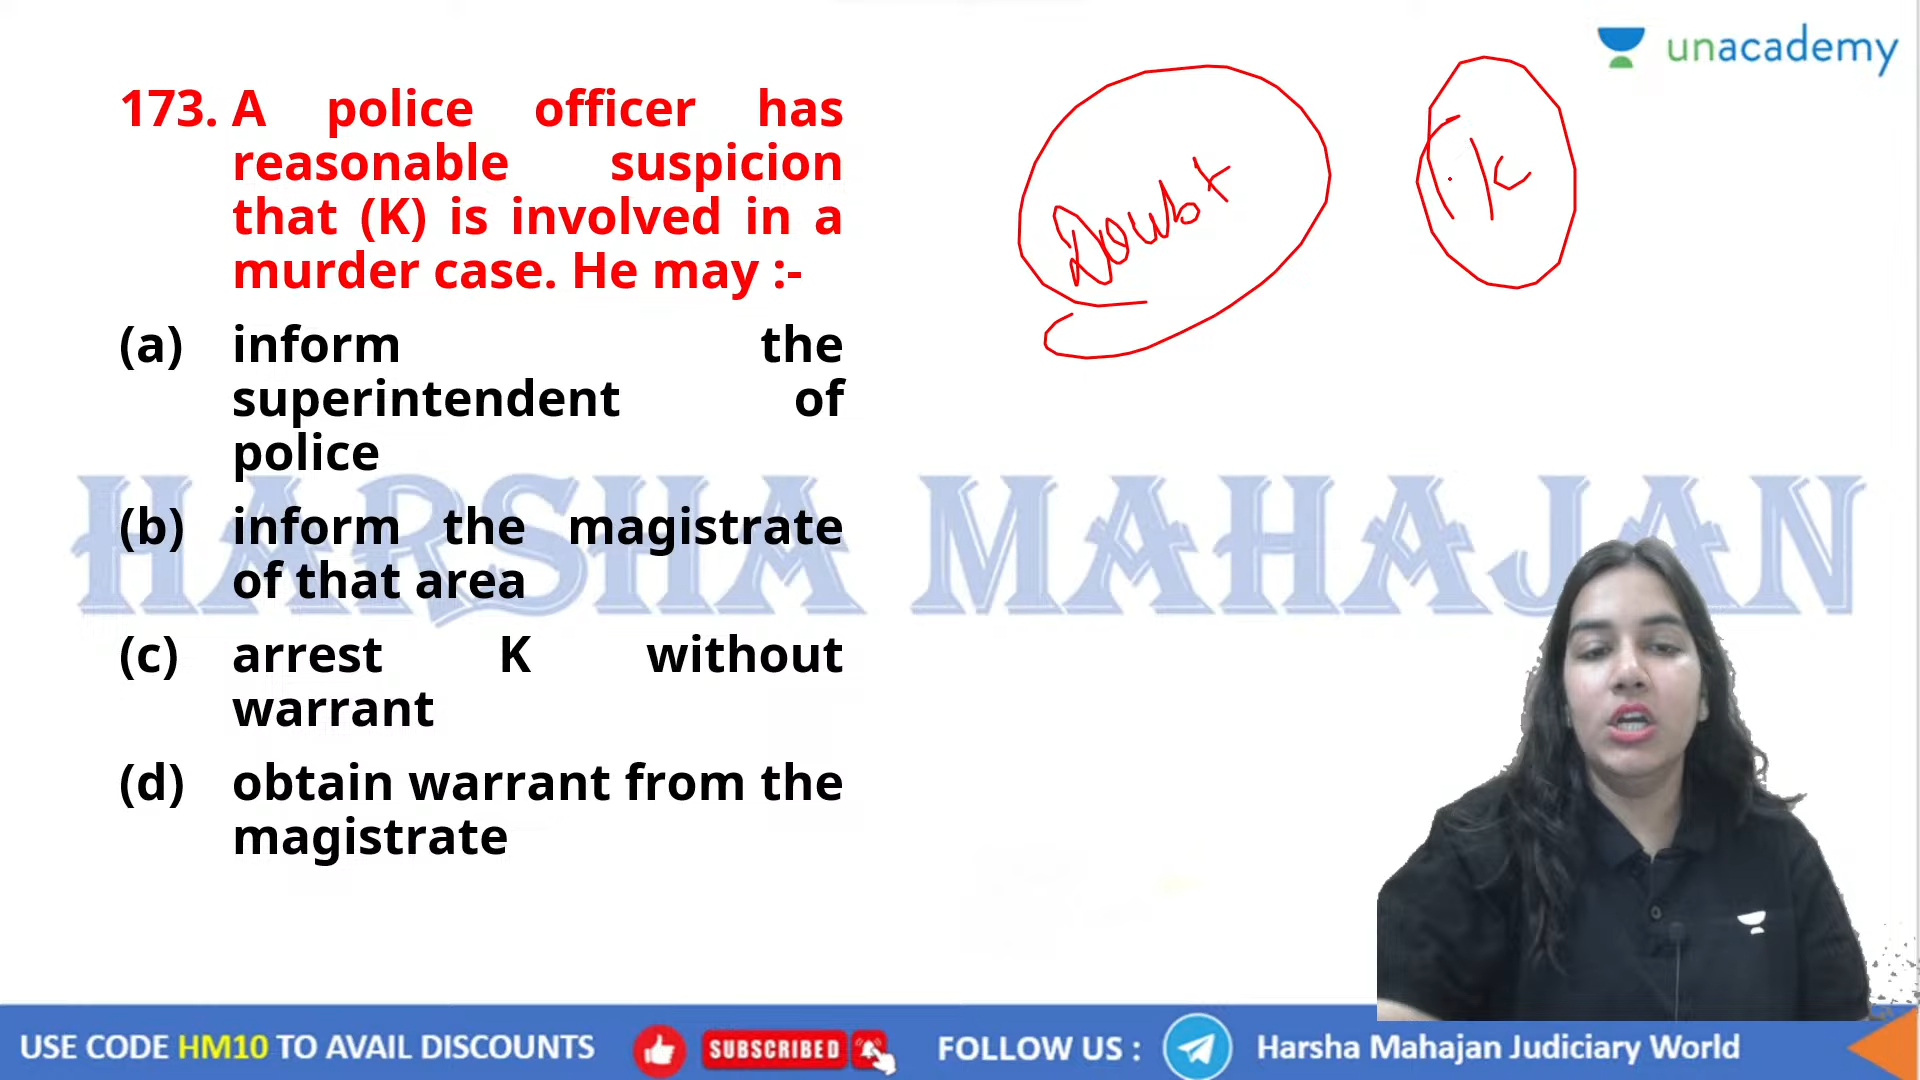 unacademy
173. A police officer has
reasonable suspicion
that (K) is involved in a
murder case. He may :-
(a) inform the
superintendent of
police
(b) inform the magistrate
of that area
(c) arrest K without
warrant
(d) obtain warrant from the
magistrate
Doubt
K
HARSHA MAHAJAN
USE CODE HM10 TO AVAIL DISCOUNTS
SUBSCRIBED
FOLLOW US :
Harsha Mahajan Judiciary World